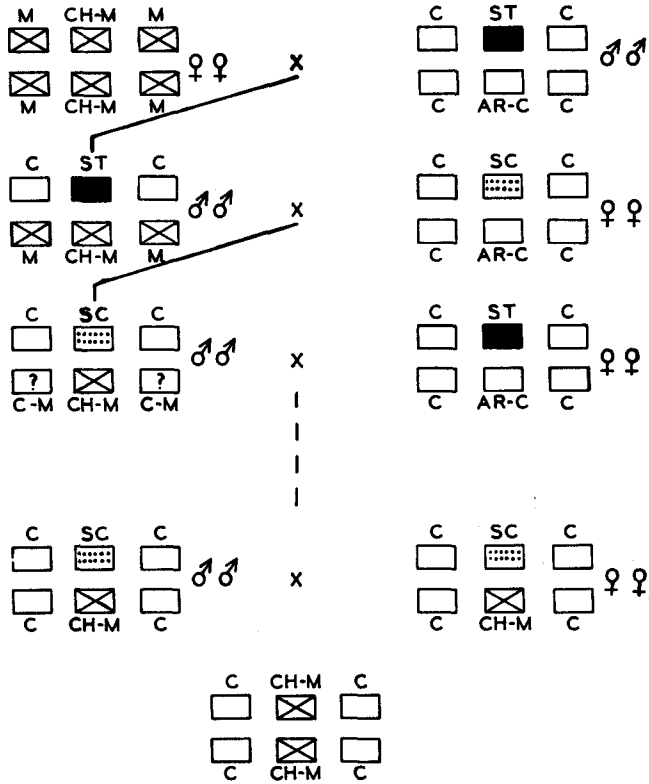 M CH-M M C ST C
♀♀ x ♂♂
M CH-M M C AR-C C
C ST C C SC C
♂♂ x ♀♀
M CH-M M C AR-C C
C SC C C ST C
♂♂ x ♀♀
? ?
C-M CH-M C-M C AR-C C
C SC C C SC C
♂♂ x ♀♀
C CH-M C C CH-M C
C CH-M C
C CH-M C